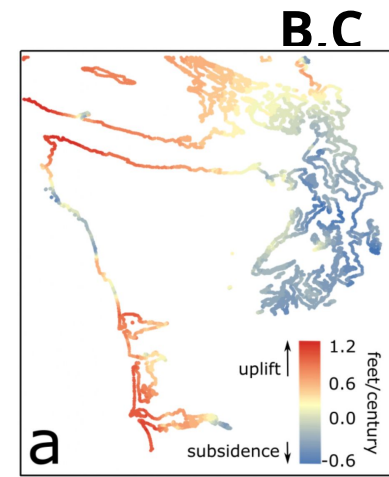 B.C
1.2
uplift
0.6
0.0
subsidence
-0.6
feet/century
a